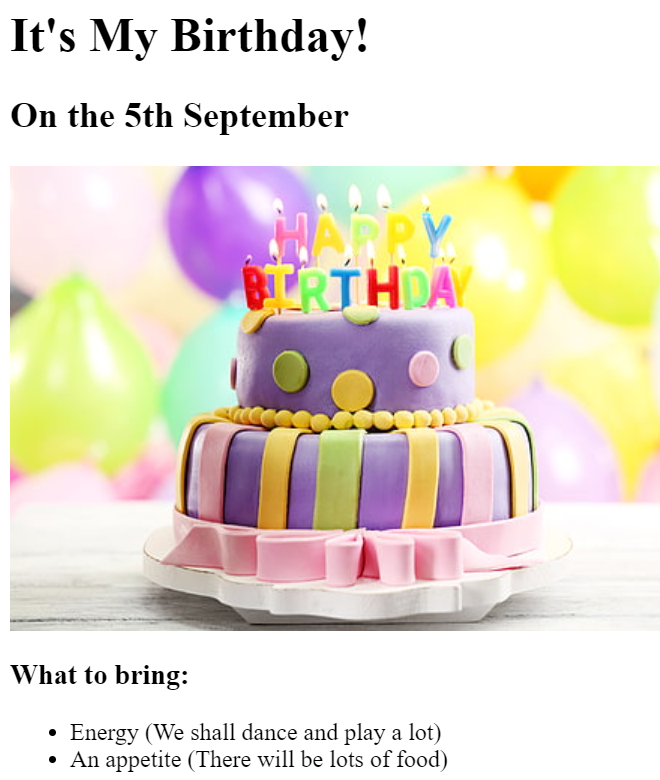 It's My Birthday!
On the 5th September
HAPPY
BIRTHDAY
What to bring:
Energy (We shall dance and play a lot)
An appetite (There will be lots of food)